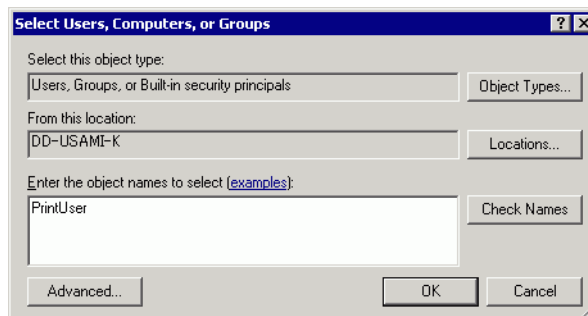 Select Users, Computers, or Groups
Select this object type:
Users, Groups, or Built-in security principals
Object Types...
From this location:
DD-USAMI-K
Locations...
Enter the object names to select (examples):
PrintUser
Check Names
Advanced...
OK
Cancel